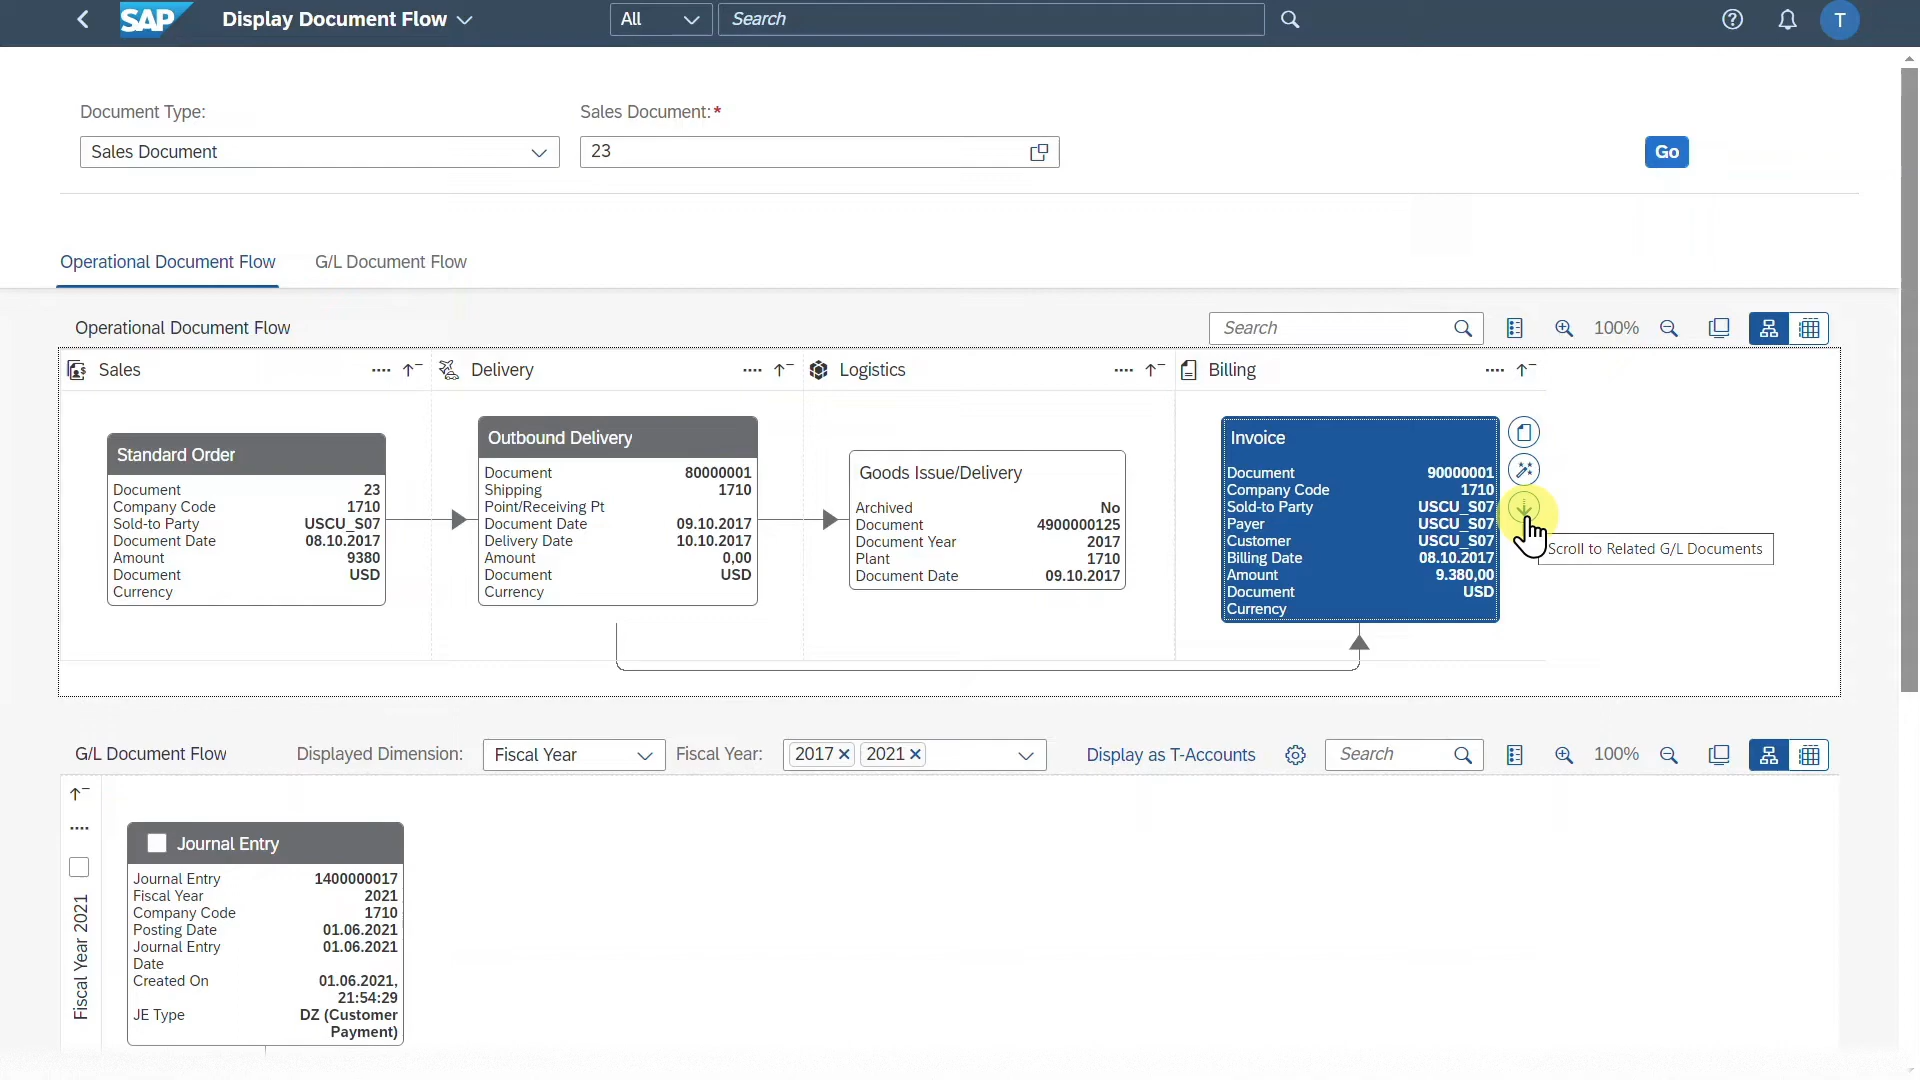 SAP Display Document Flow All Search T
Document Type: Sales Document:*
Sales Document 23 Go
Operational Document Flow G/L Document Flow
Operational Document Flow Search 100%
Sales Delivery Logistics Billing
Standard Order
Document 23
Company Code 1710
Sold-to Party USCU_S07
Document Date 08.10.2017
Amount 9380
Document USD
Currency
Outbound Delivery
Document 80000001
Shipping 1710
Point/Receiving Pt
Document Date 09.10.2017
Delivery Date 10.10.2017
Amount 0,00
Document USD
Currency
Goods Issue/Delivery
Archived No
Document 4900000125
Document Year 2017
Plant 1710
Document Date 09.10.2017
Invoice
Document 90000001
Company Code 1710
Sold-to Party USCU_S07
Payer USCU_S07
Customer USCU_S07
Billing Date 08.10.2017
Amount 9.380,00
Document USD
Currency
Scroll to Related G/L Documents
G/L Document Flow Displayed Dimension: Fiscal Year Fiscal Year: 2017 2021 Display as T-Accounts Search 100%
Fiscal Year 2021
Journal Entry
Journal Entry 1400000017
Fiscal Year 2021
Company Code 1710
Posting Date 01.06.2021
Journal Entry 01.06.2021
Date
Created On 01.06.2021,
21:54:29
JE Type DZ (Customer
Payment)